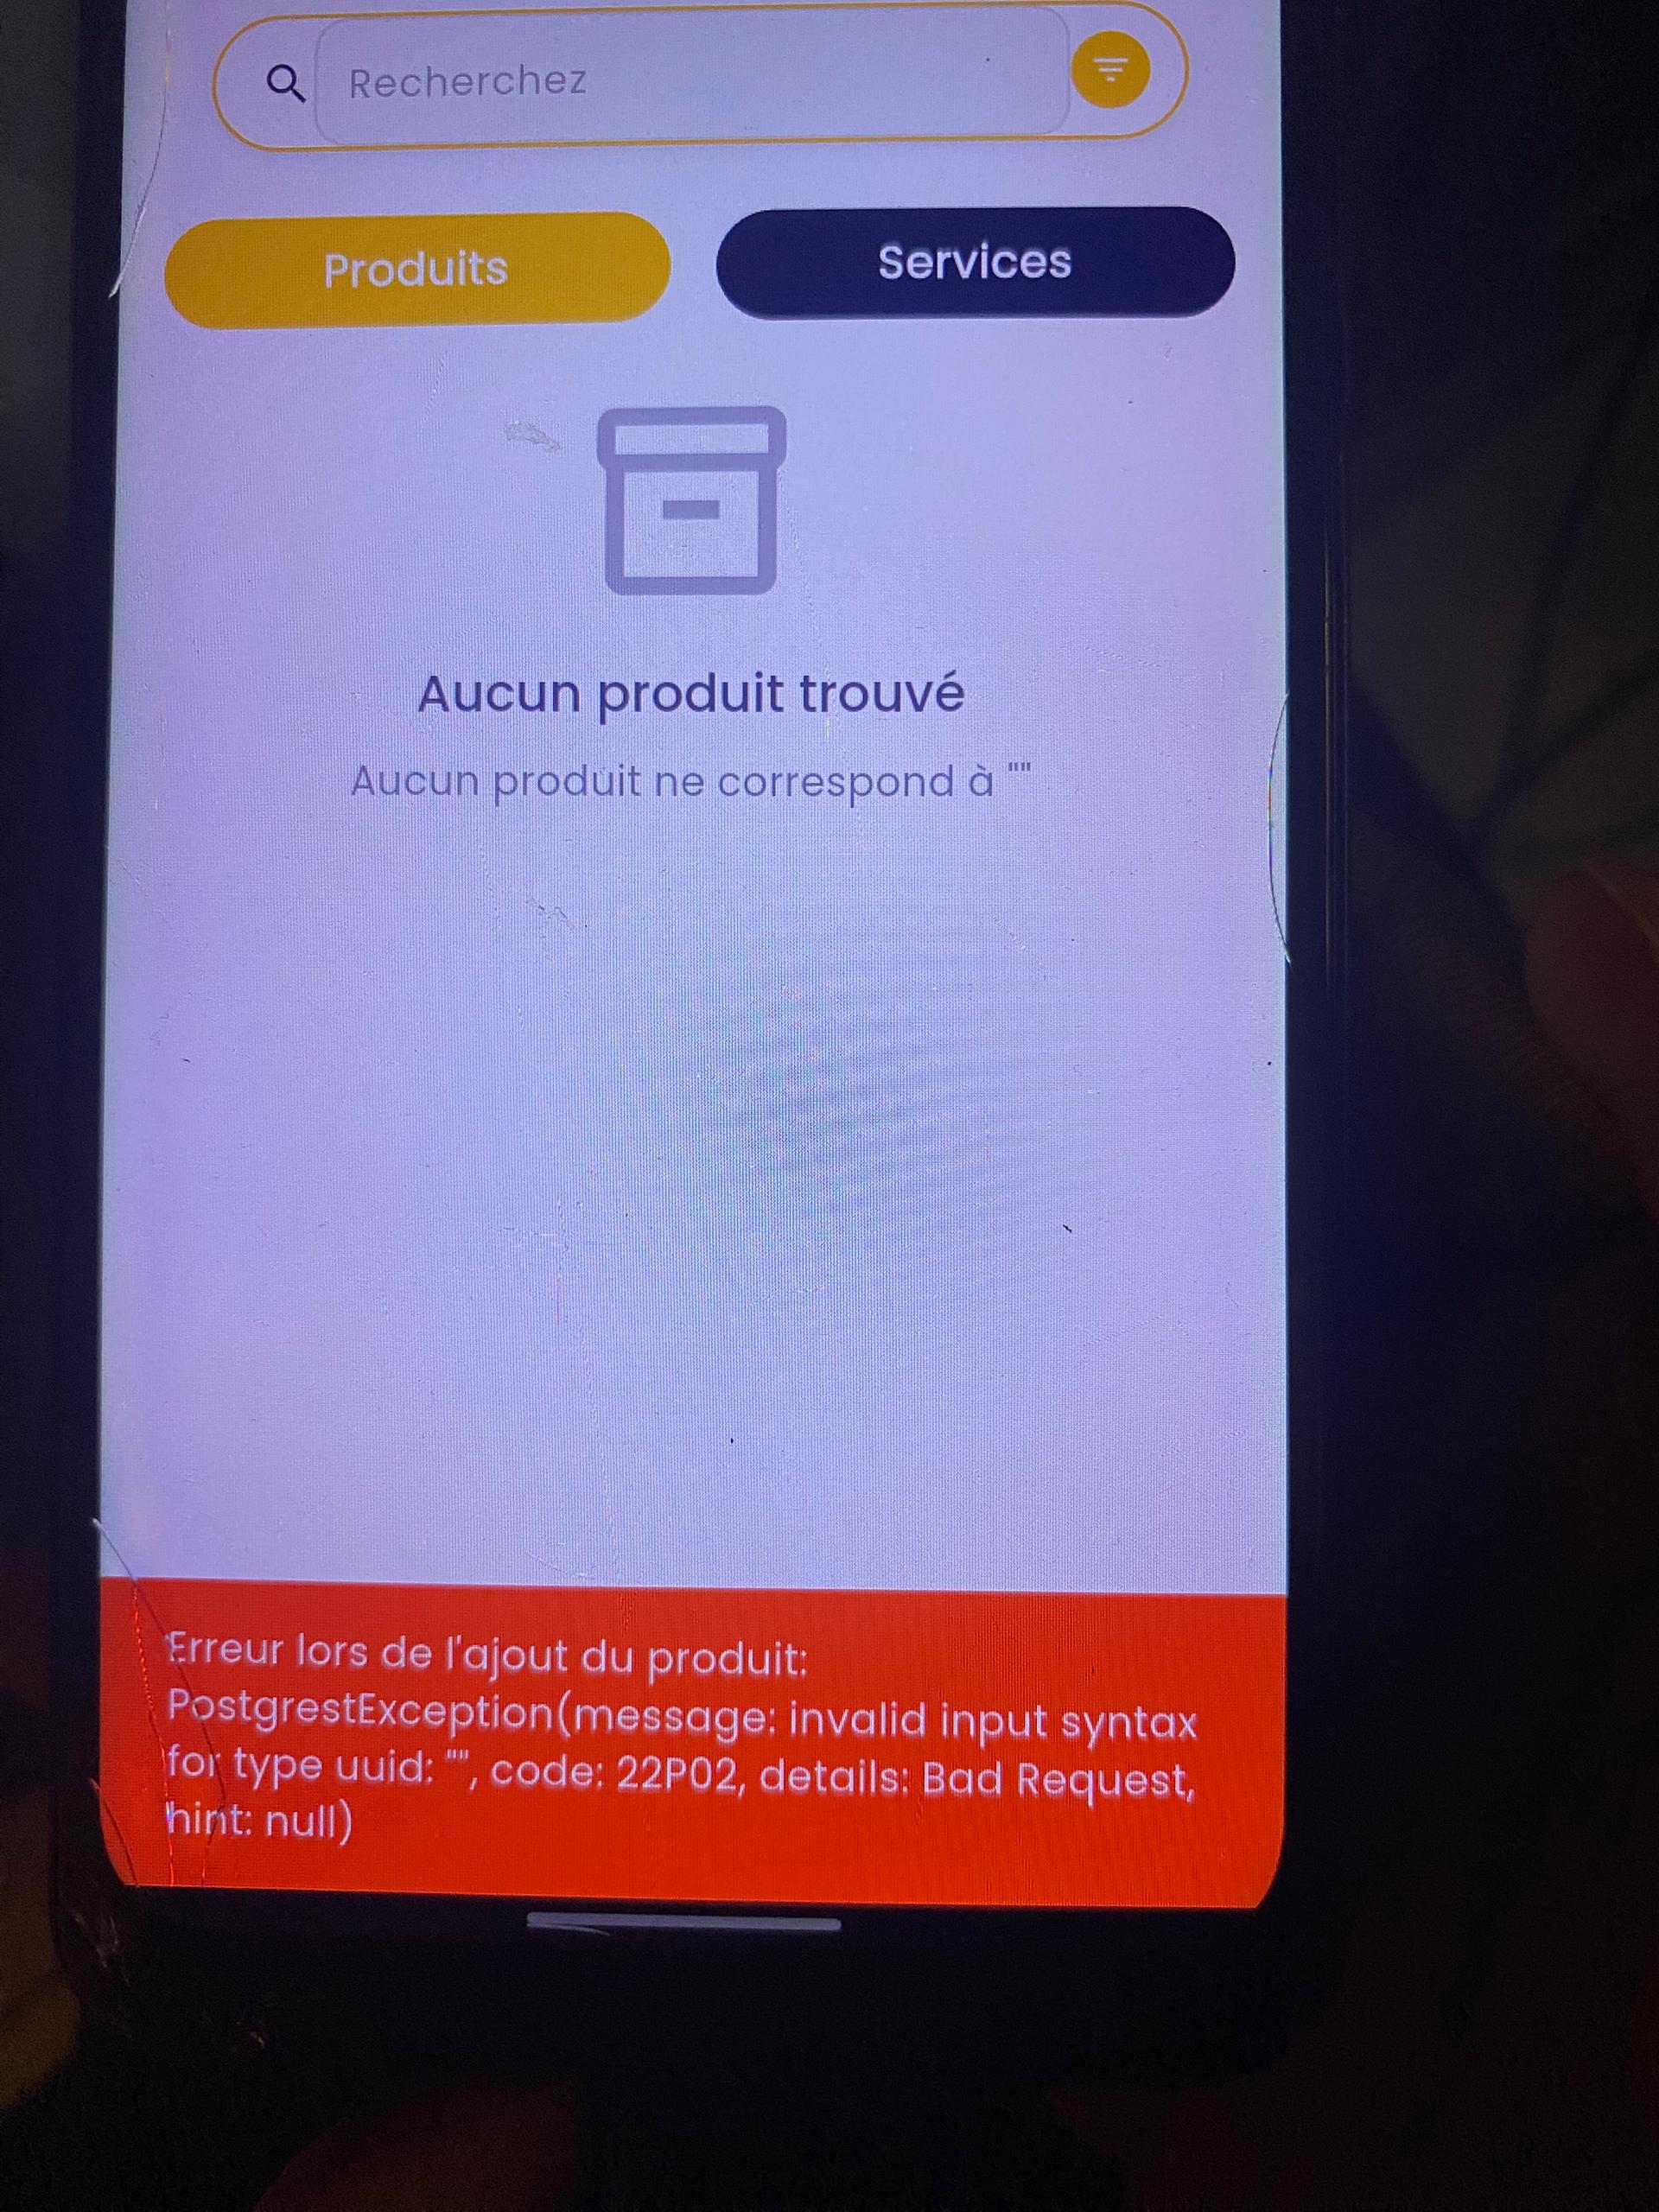 Recherchez
Produits
Services
Aucun produit trouvé
Aucun produit ne correspond à ""
Erreur lors de l'ajout du produit:
PostgrestException(message: invalid input syntax
for type uuid: "", code: 22P02, details: Bad Request,
hint: null)